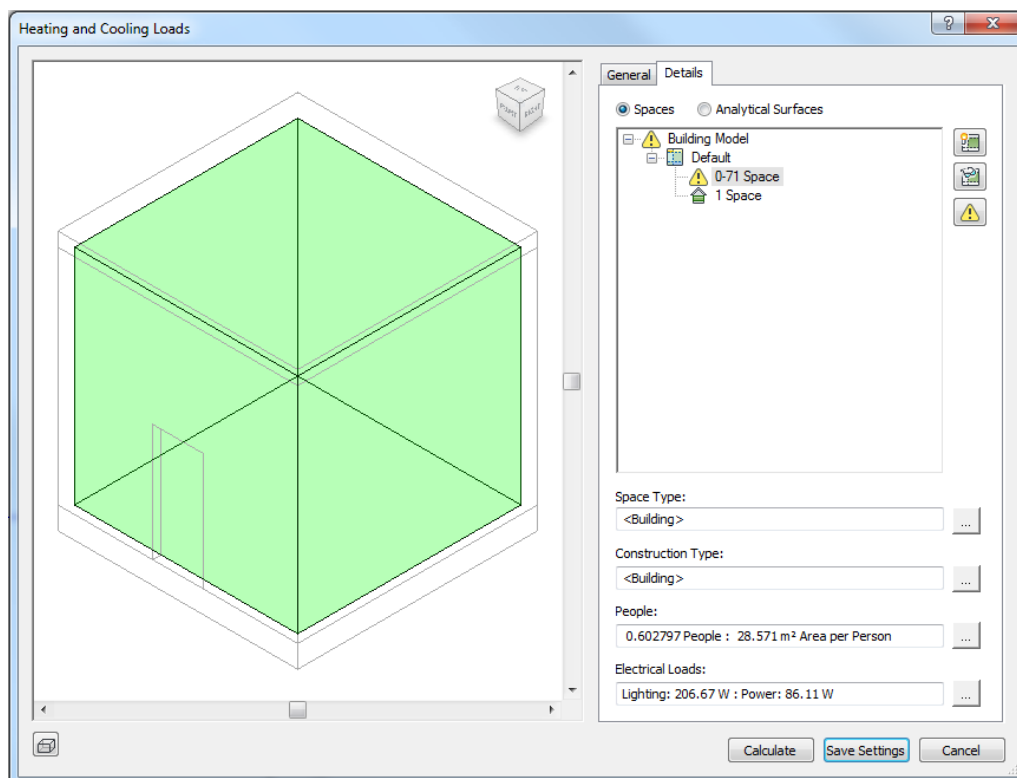 Heating and Cooling Loads
General
Details
Spaces
Analytical Surfaces
Building Model
Default
0-71 Space
1 Space
Space Type:
<Building>
...
Construction Type:
<Building>
...
People:
0.602797 People : 28.571 m² Area per Person
...
Electrical Loads:
Lighting: 206.67 W : Power: 86.11 W
...
Calculate
Save Settings
Cancel